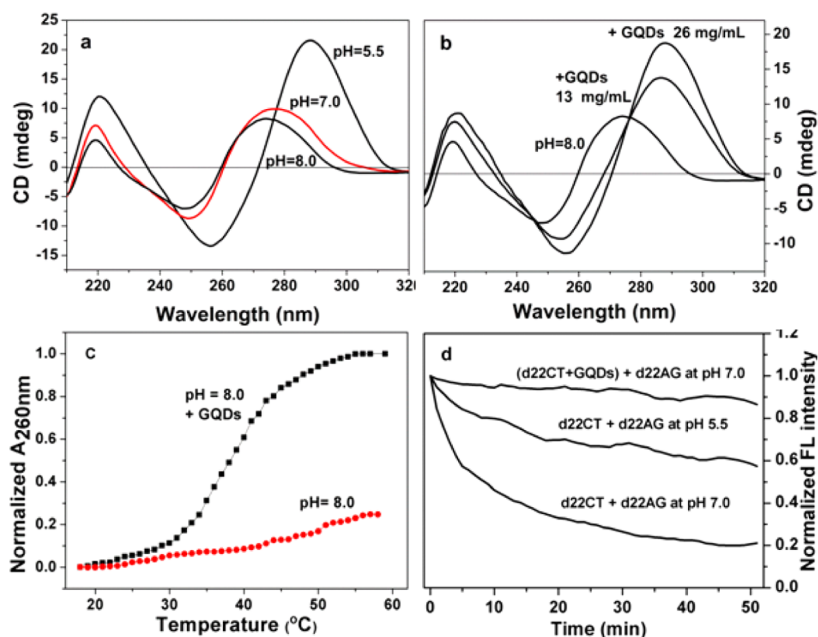 a
pH=5.5
pH=7.0
pH=8.0
CD (mdeg)
25
20
15
10
5
0
-5
-10
-15
220 240 260 280 300 320
Wavelength (nm)
b
+ GQDs 26 mg/mL
+GQDs
13 mg/mL
pH=8.0
CD (mdeg)
20
15
10
5
0
-5
-10
220 240 260 280 300 320
Wavelength (nm)
c
pH = 8.0
+ GQDs
pH= 8.0
Normalized A260nm
1.0
0.8
0.6
0.4
0.2
0.0
20 30 40 50 60
Temperature (°C)
d
(d22CT+GQDs) + d22AG at pH 7.0
d22CT + d22AG at pH 5.5
d22CT + d22AG at pH 7.0
Normalized FL intensity
1.2
1.0
0.8
0.6
0.4
0.2
0.0
0 10 20 30 40 50
Time (min)